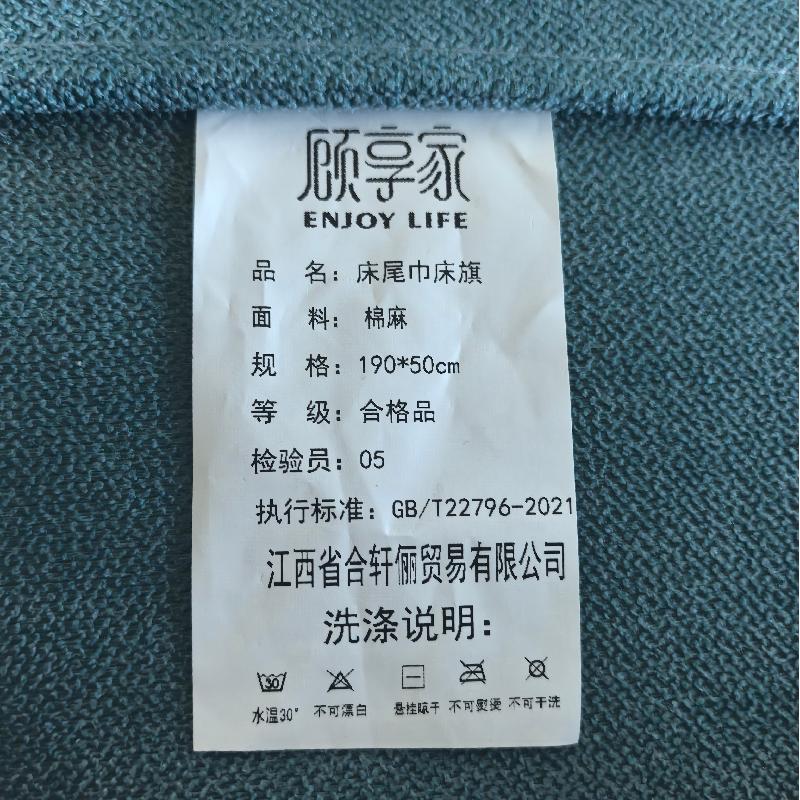 顾享家
ENJOY LIFE
品 名：床尾巾床旗
面 料：棉麻
规 格：190*50cm
等 级：合格品
检验员：05
执行标准：GB/T22796-2021
江西省合轩俪贸易有限公司
洗涤说明：
30
水温30° 不可漂白 悬挂晾干 不可熨烫 不可干洗